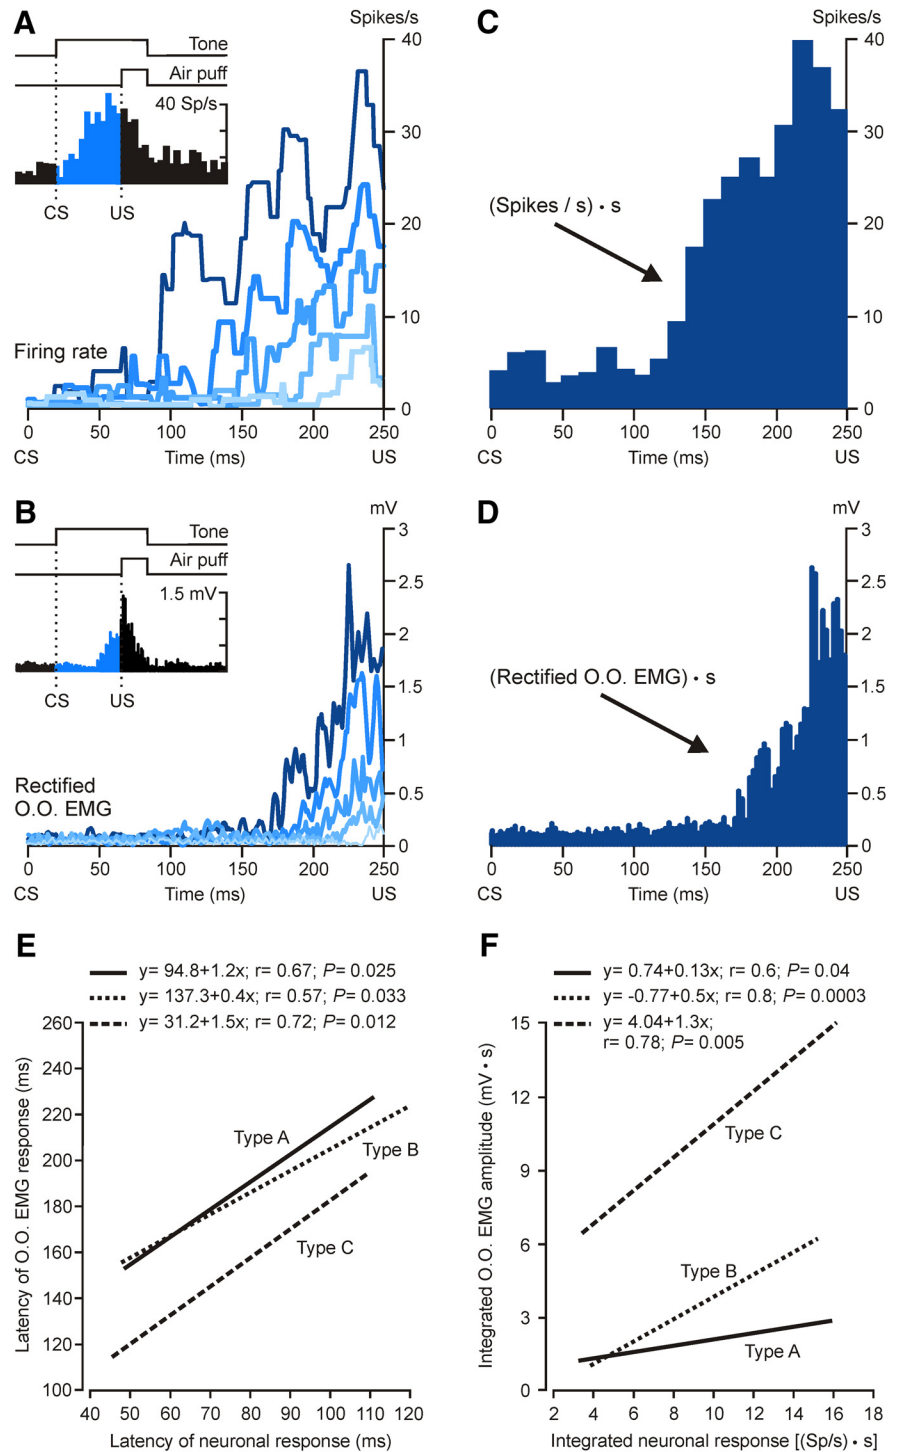 A
Spikes/s
Tone
Air puff
40 Sp/s
CS US
40
30
20
10
0
Firing rate
0 50 100 150 200 250
CS Time (ms) US
C
Spikes/s
40
30
20
10
0
(Spikes / s) • s
0 50 100 150 200 250
CS Time (ms) US
B
mV
Tone
Air puff
1.5 mV
CS US
3
2.5
2
1.5
1
0.5
0
Rectified
O.O. EMG
0 50 100 150 200 250
CS Time (ms) US
D
mV
3
2.5
2
1.5
1
0.5
0
(Rectified O.O. EMG) • s
0 50 100 150 200 250
CS Time (ms) US
E
y= 94.8+1.2x; r= 0.67; P= 0.025
y= 137.3+0.4x; r= 0.57; P= 0.033
y= 31.2+1.5x; r= 0.72; P= 0.012
Latency of O.O. EMG response (ms)
260
240
220
200
180
160
140
120
100
Type A
Type B
Type C
40 50 60 70 80 90 100 110 120
Latency of neuronal response (ms)
F
y= 0.74+0.13x; r= 0.6; P= 0.04
y= -0.77+0.5x; r= 0.8; P= 0.0003
y= 4.04+1.3x;
r= 0.78; P= 0.005
Integrated O.O. EMG amplitude (mV • s)
15
12
9
6
3
0
Type C
Type B
Type A
2 4 6 8 10 12 14 16 18
Integrated neuronal response [(Sp/s) • s]